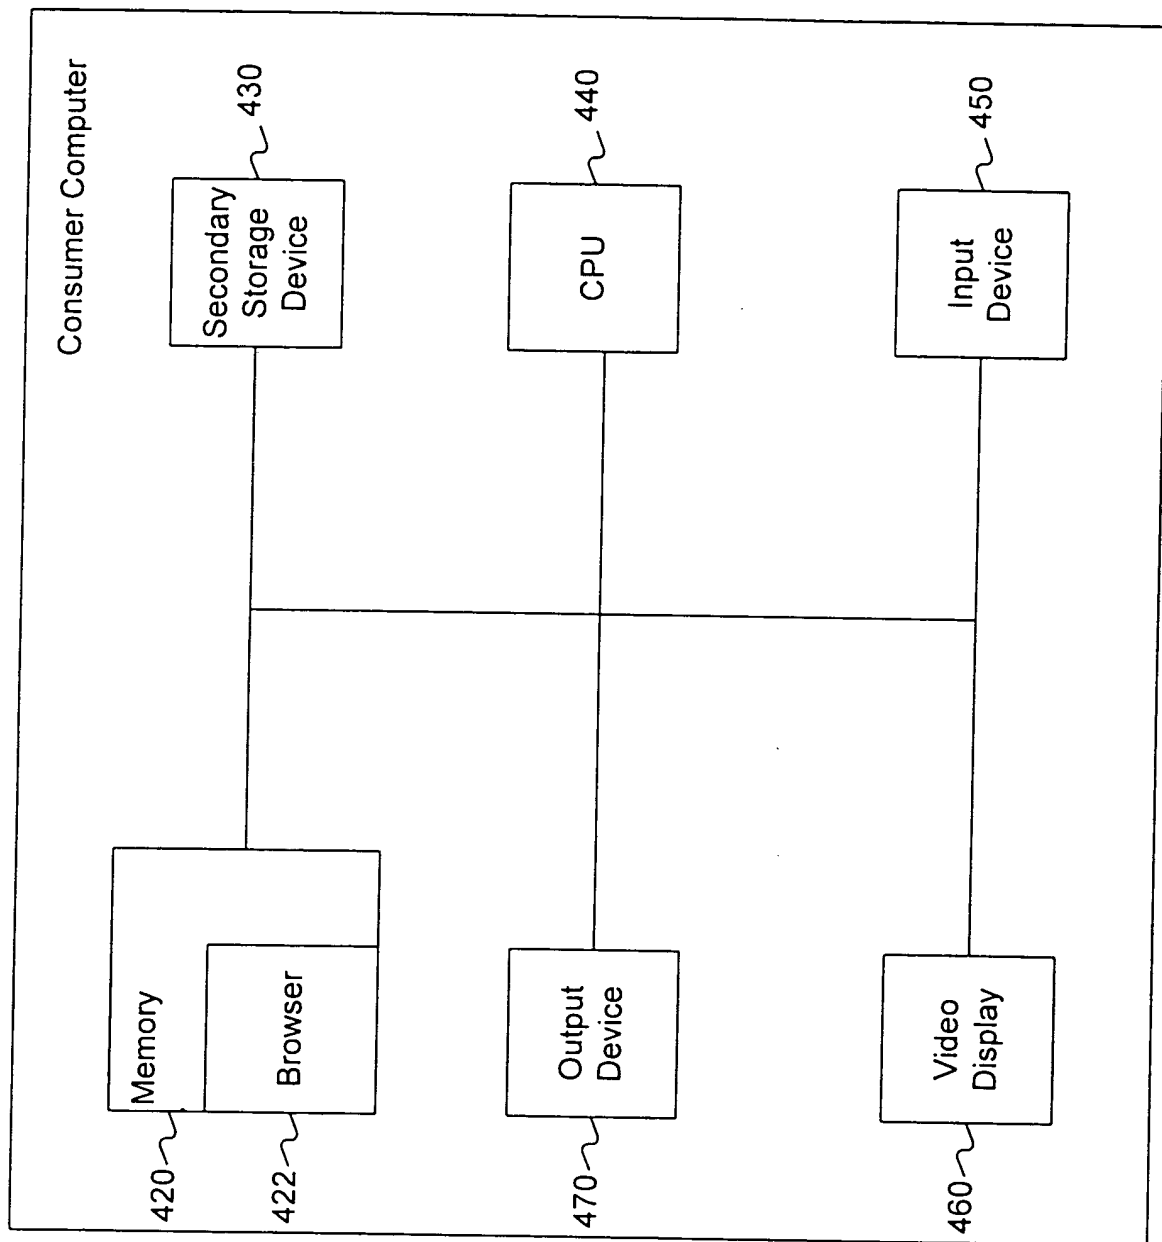 Consumer Computer
420
Memory
422
Browser
Secondary
Storage
Device
430
470
Output
Device
CPU
440
460
Video
Display
Input
Device
450